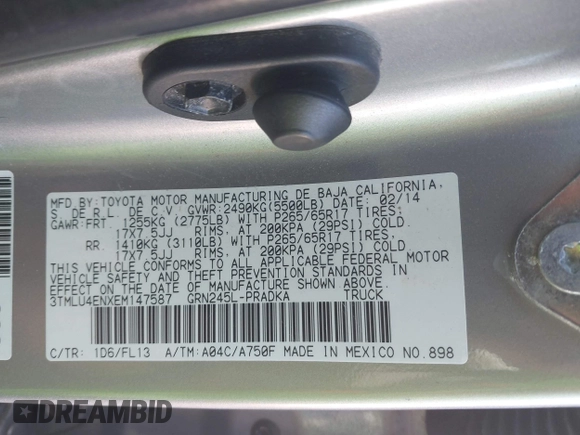 MFD.BY:TOYOTA MOTOR MANUFACTURING DE BAJA CALIFORNIA,
S. DE R.L. DE C.V. GVWR:2490KG(5500LB) DATE: 02/14
GAWR:FRT. 1255KG (2775LB) WITH P265/65R17 TIRES,
17X7.5JJ RIMS, AT 200KPA (29PSI) COLD.
RR. 1410KG (3110LB) WITH P265/65R17 TIRES,
17X7.5JJ RIMS, AT 200KPA (29PSI) COLD.
THIS VEHICLE CONFORMS TO ALL APPLICABLE FEDERAL MOTOR
VEHICLE SAFETY AND THEFT PREVENTION STANDARDS IN
EFFECT ON THE DATE OF MANUFACTURE SHOWN ABOVE.
3TMLU4ENXEM147587 GRN245L-PRADKA TRUCK
C/TR: 1D6/FL13 A/TM:A04C/A750F MADE IN MEXICO NO.898
DREAMBID